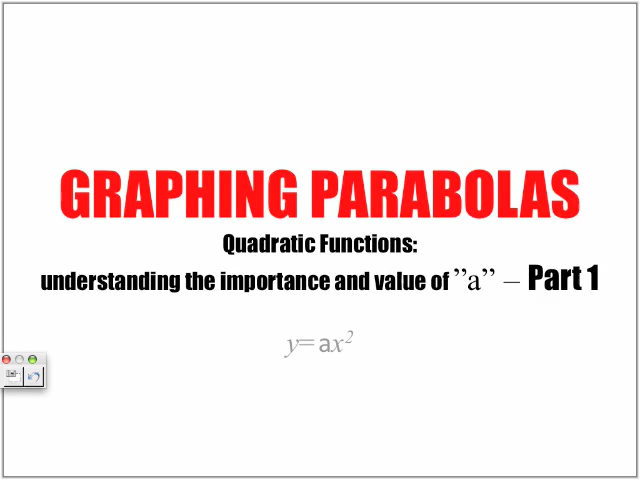 GRAPHING PARABOLAS
Quadratic Functions:
understanding the importance and value of ”a” – Part 1
y=ax²